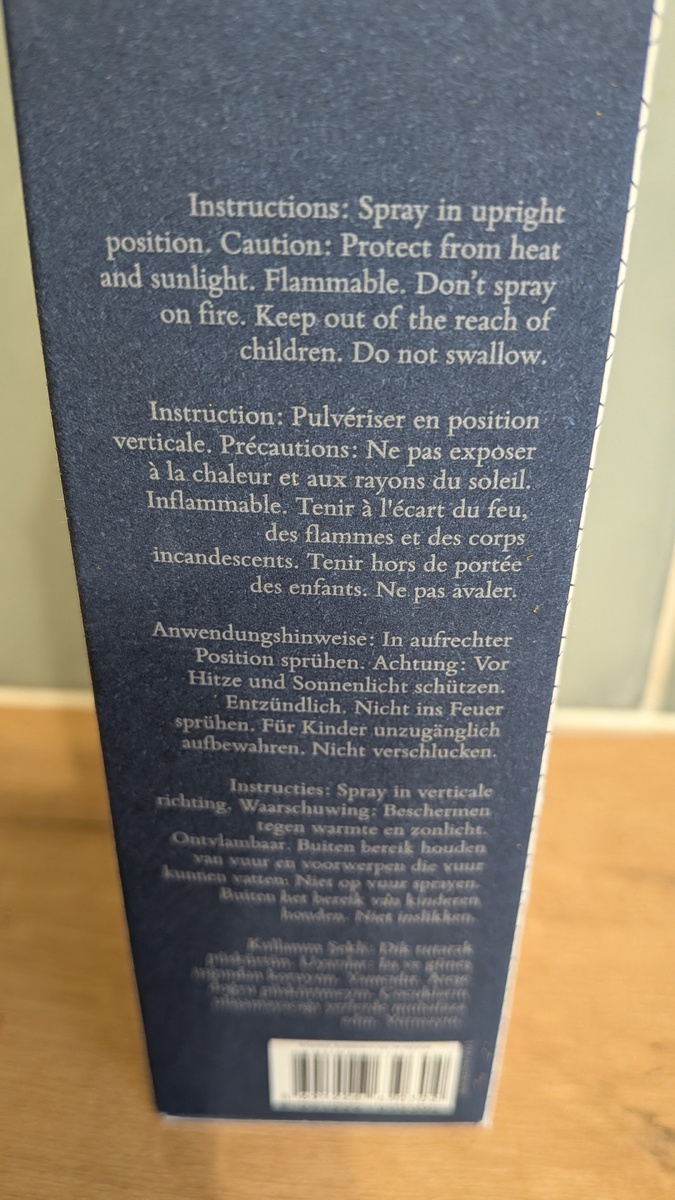 Instructions: Spray in upright
position. Caution: Protect from heat
and sunlight. Flammable. Don't spray
on fire. Keep out of the reach of
children. Do not swallow.
Instruction: Pulvériser en position
verticale. Précautions: Ne pas exposer
à la chaleur et aux rayons du soleil.
Inflammable. Tenir à l'écart du feu,
des flammes et des corps
incandescents. Tenir hors de portée
des enfants. Ne pas avaler.
Anwendungshinweise: In aufrechter
Position sprühen. Achtung: Vor
Hitze und Sonnenlicht schützen.
Entzündlich. Nicht ins Feuer
sprühen. Für Kinder unzugänglich
aufbewahren. Nicht verschlucken.
Instructies: Spray in verticale
richting. Waarschuwing: Beschermen
tegen warmte en zonlicht.
Ontvlambaar. Buiten bereik houden
van vuur en voorwerpen die vuur
kunnen vatten. Niet op vuur sprayen.
Buiten het bereik van kinderen
houden. Niet inslikken.
Kullanım Şekli: Dik tutarak